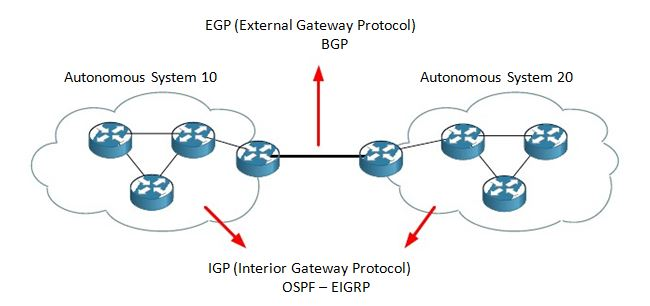 EGP (External Gateway Protocol)
BGP
Autonomous System 10
Autonomous System 20
IGP (Interior Gateway Protocol)
OSPF – EIGRP